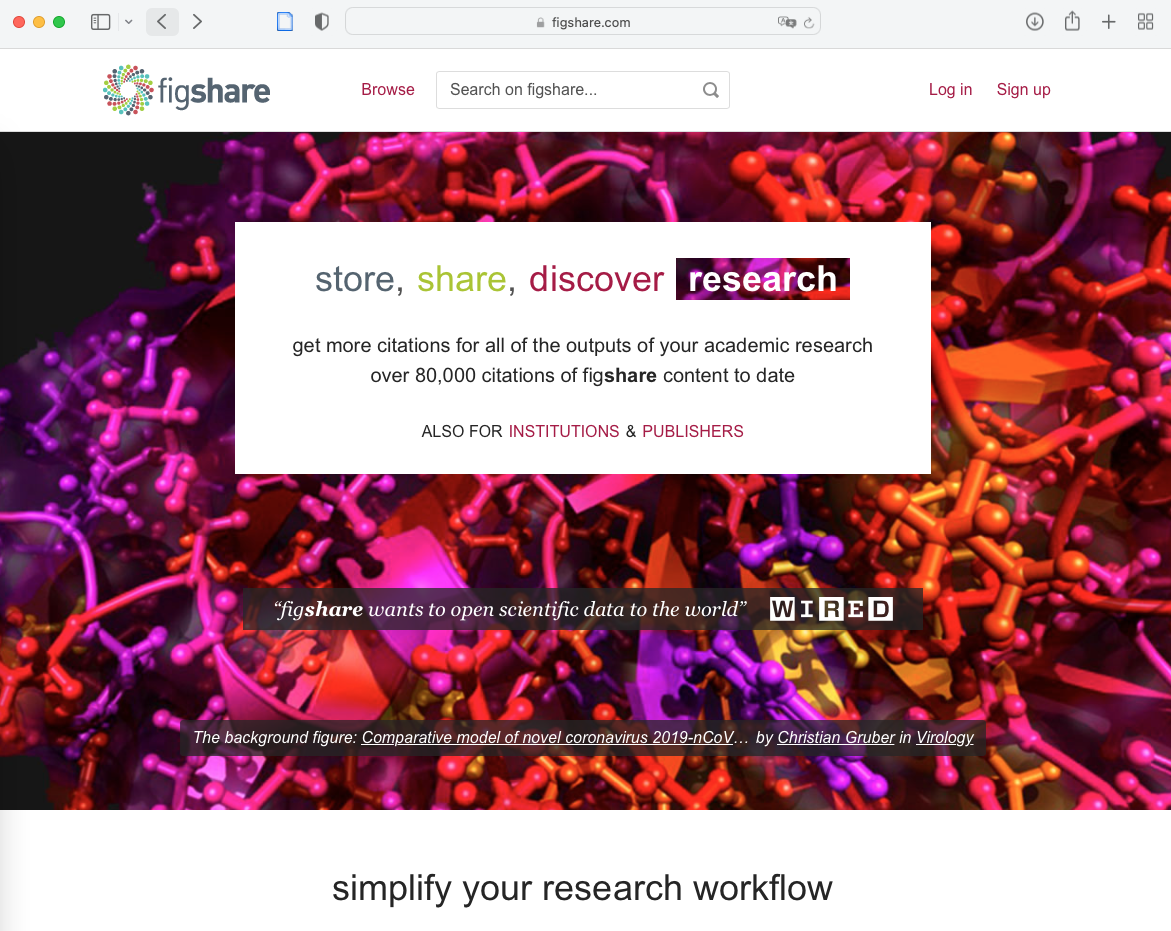 figshare.com
figshare
Browse
Search on figshare...
Log in
Sign up
store, share, discover research
get more citations for all of the outputs of your academic research
over 80,000 citations of figshare content to date
ALSO FOR INSTITUTIONS & PUBLISHERS
“figshare wants to open scientific data to the world” WIRED
The background figure: Comparative model of novel coronavirus 2019-nCoV… by Christian Gruber in Virology
simplify your research workflow